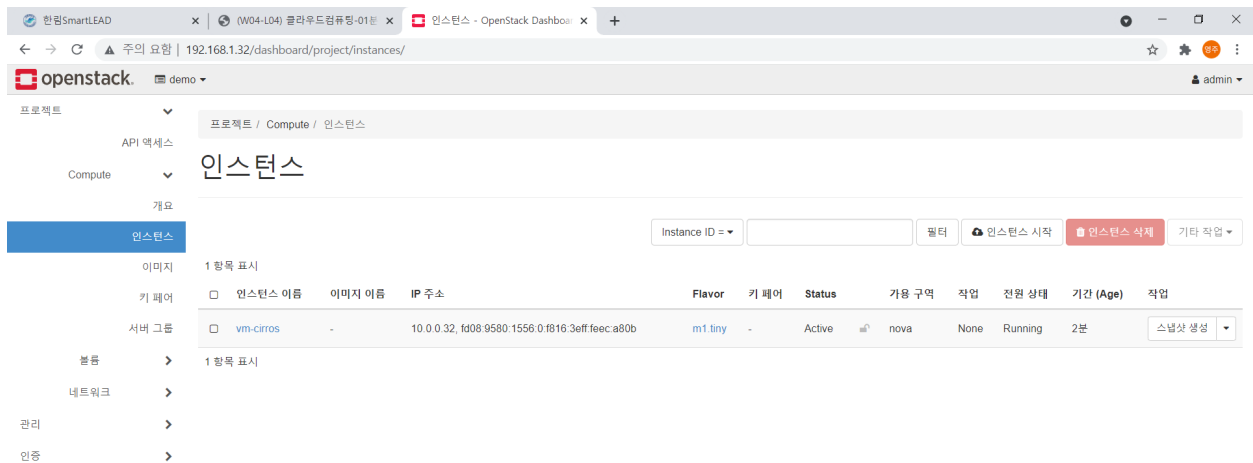 한림SmartLEAD
(W04-L04) 클라우드컴퓨팅-01분
인스턴스 - OpenStack Dashboar
주의 요함 | 192.168.1.32/dashboard/project/instances/
영주
openstack. demo admin
프로젝트
API 액세스
Compute
개요
인스턴스
이미지
키 페어
서버 그룹
볼륨
네트워크
관리
인증
프로젝트 / Compute / 인스턴스
인스턴스
Instance ID = 필터 인스턴스 시작 인스턴스 삭제 기타 작업
1 항목 표시
인스턴스 이름 이미지 이름 IP 주소 Flavor 키 페어 Status 가용 구역 작업 전원 상태 기간 (Age) 작업
vm-cirros - 10.0.0.32, fd08:9580:1556:0:f816:3eff:feec:a80b m1.tiny - Active nova None Running 2분 스냅샷 생성
1 항목 표시